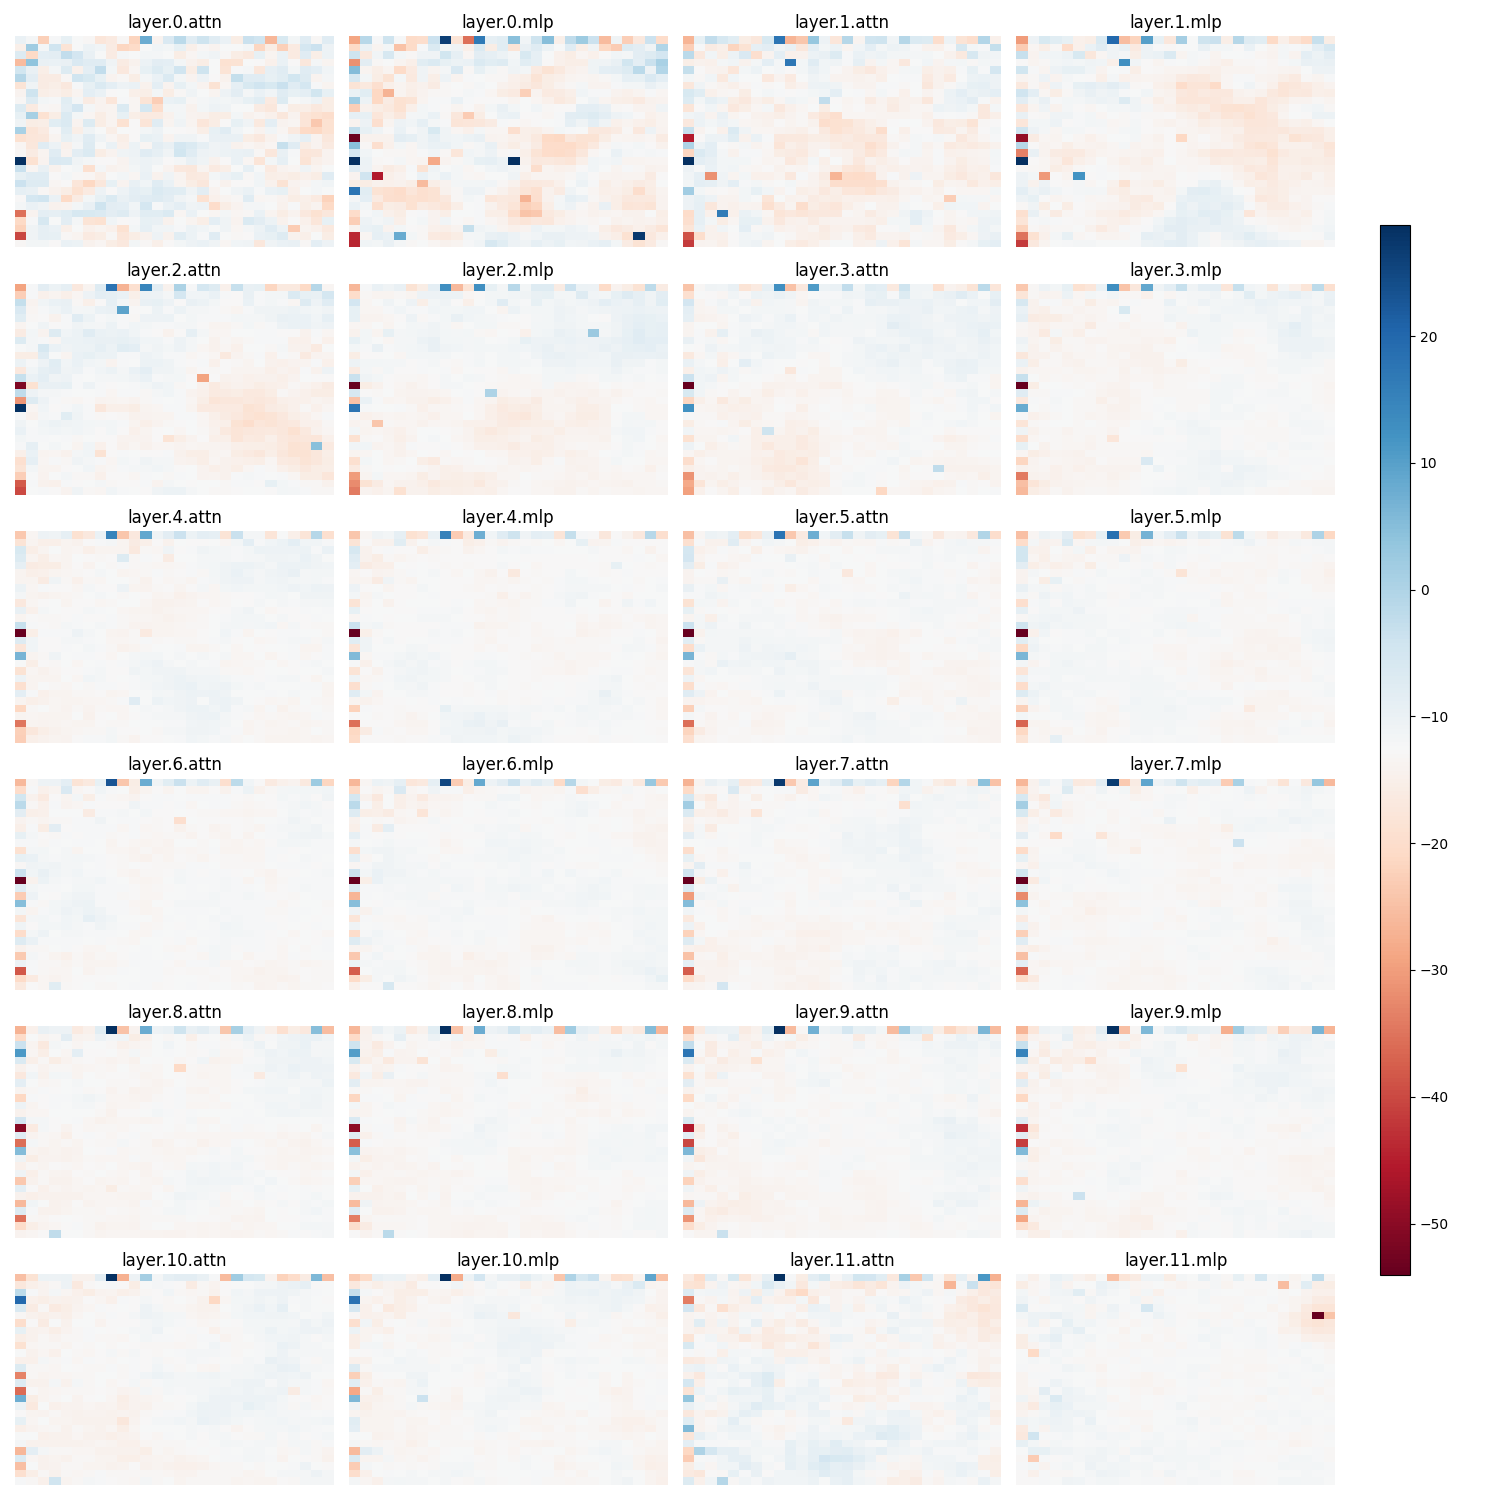 layer.0.attn layer.0.mlp layer.1.attn layer.1.mlp
layer.2.attn layer.2.mlp layer.3.attn layer.3.mlp
layer.4.attn layer.4.mlp layer.5.attn layer.5.mlp
layer.6.attn layer.6.mlp layer.7.attn layer.7.mlp
layer.8.attn layer.8.mlp layer.9.attn layer.9.mlp
layer.10.attn layer.10.mlp layer.11.attn layer.11.mlp
20
10
0
−10
−20
−30
−40
−50